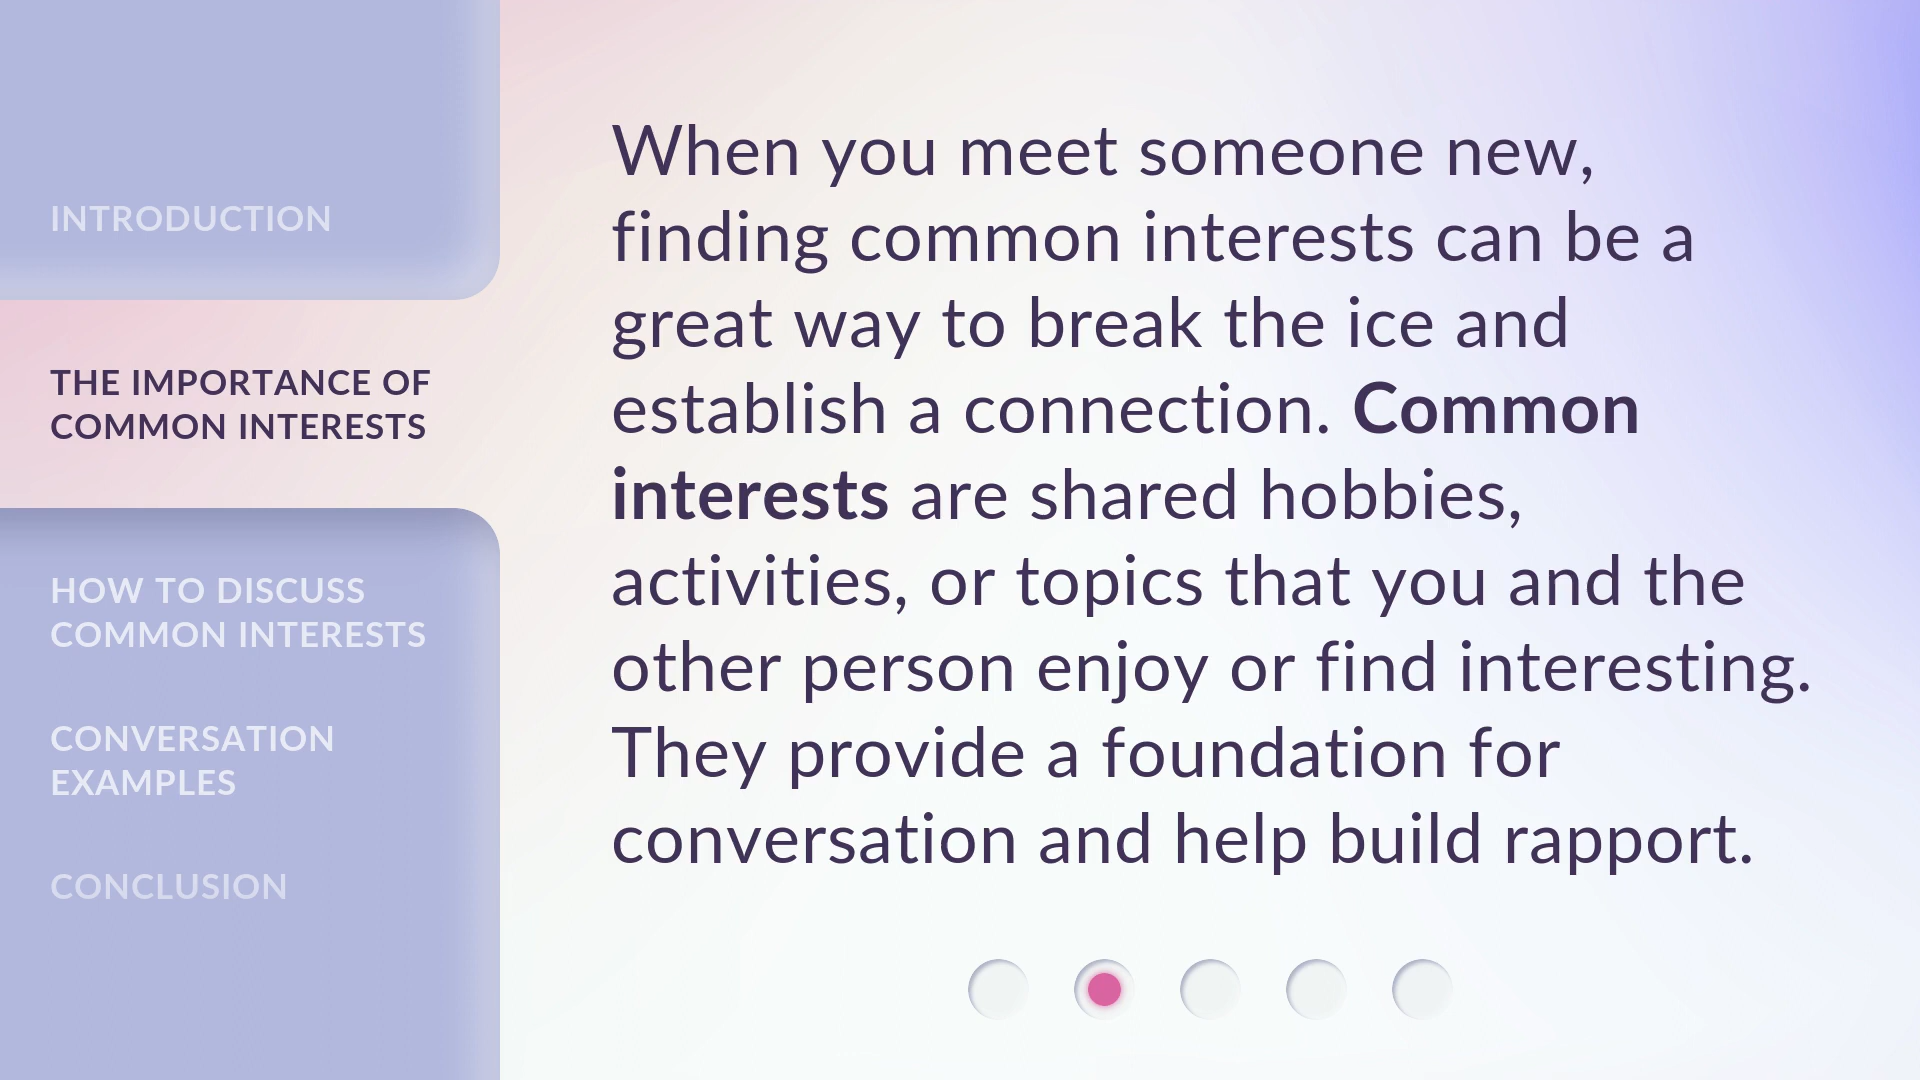 INTRODUCTION
THE IMPORTANCE OF
COMMON INTERESTS
HOW TO DISCUSS
COMMON INTERESTS
CONVERSATION
EXAMPLES
CONCLUSION
When you meet someone new,
finding common interests can be a
great way to break the ice and
establish a connection. Common
interests are shared hobbies,
activities, or topics that you and the
other person enjoy or find interesting.
They provide a foundation for
conversation and help build rapport.